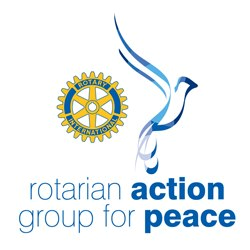 ROTARY
INTERNATIONAL
rotarian action
group for peace